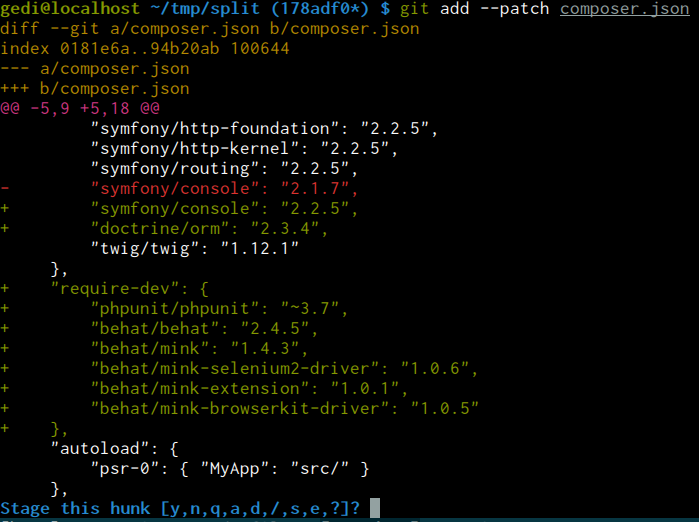 gedi@localhost ~/tmp/split (178adf0*) $ git add --patch composer.json
diff --git a/composer.json b/composer.json
index 0181e6a..94b20ab 100644
--- a/composer.json
+++ b/composer.json
@@ -5,9 +5,18 @@
         "symfony/http-foundation": "2.2.5",
         "symfony/http-kernel": "2.2.5",
         "symfony/routing": "2.2.5",
-        "symfony/console": "2.1.7",
+        "symfony/console": "2.2.5",
+        "doctrine/orm": "2.3.4",
         "twig/twig": "1.12.1"
     },
+    "require-dev": {
+        "phpunit/phpunit": "~3.7",
+        "behat/behat": "2.4.5",
+        "behat/mink": "1.4.3",
+        "behat/mink-selenium2-driver": "1.0.6",
+        "behat/mink-extension": "1.0.1",
+        "behat/mink-browserkit-driver": "1.0.5"
+    },
     "autoload": {
         "psr-0": { "MyApp": "src/" }
     },
Stage this hunk [y,n,q,a,d,/,s,e,?]?